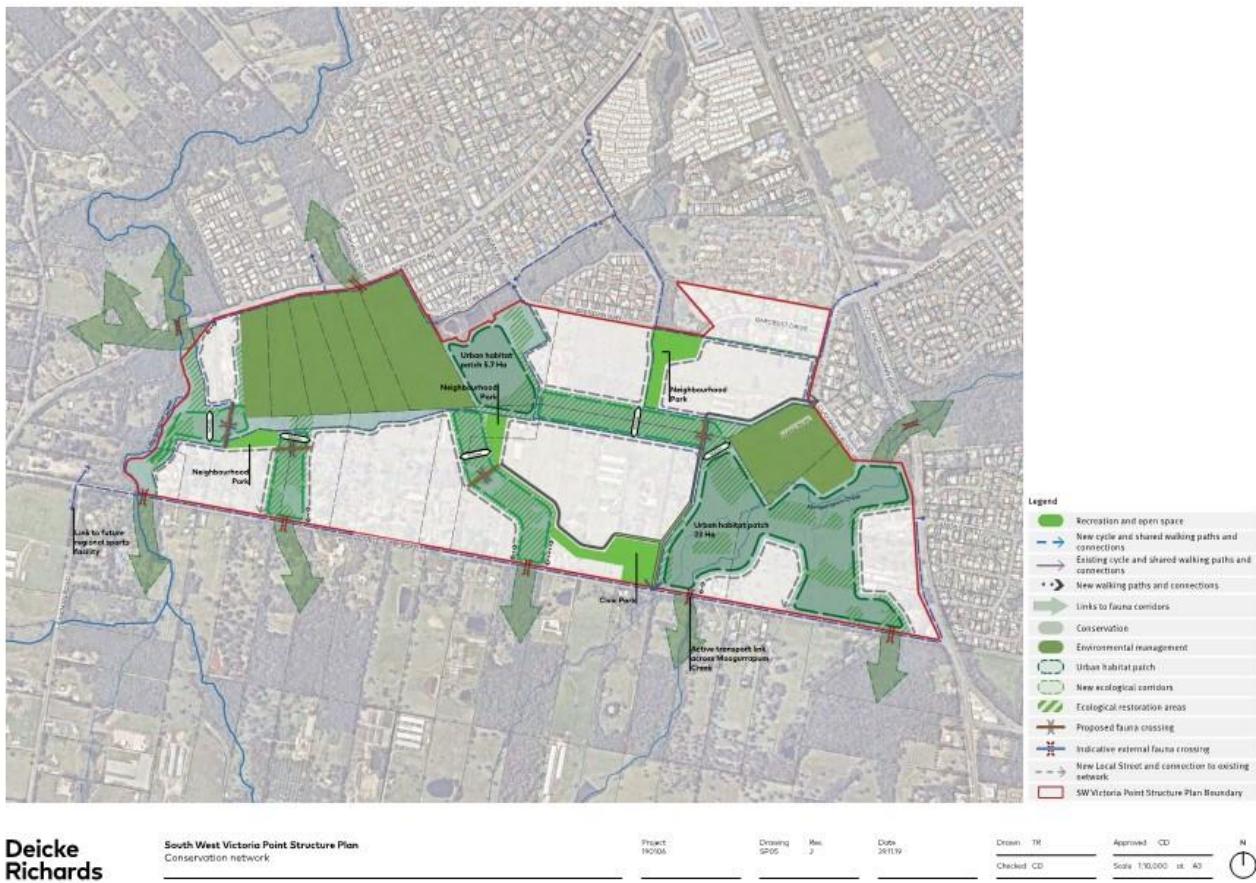 Urban habitat
patch 5.7 Ha
Neighbourhood
Park
Neighbourhood
Park
Neighbourhood
Park
Link to future
regional sports
facility
Urban habitat patch
Civic Park
Active transport link
across Moogurrapum
Creek
Legend
Recreation and open space
New cycle and shared walking paths and
connections
Existing cycle and shared walking paths and
connections
New walking paths and connections
Links to fauna corridors
Conservation
Environmental management
Urban habitat patch
New ecological corridors
Ecological restoration areas
Proposed fauna crossing
Indicative external fauna crossing
New Local Street and connection to existing
network
SW Victoria Point Structure Plan Boundary
Deicke
Richards
South West Victoria Point Structure Plan
Conservation network
Project
190106
Drawing
SP05
Rev.
J
Date
29.11.19
Drawn TR
Checked CD
Approved CD
Scale 1:10,000 at A3
N